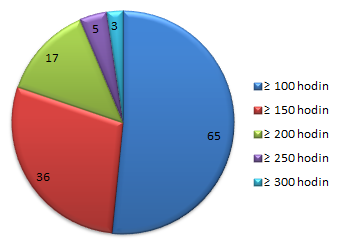 5
3
17
65
36
≥ 100 hodin
≥ 150 hodin
≥ 200 hodin
≥ 250 hodin
≥ 300 hodin